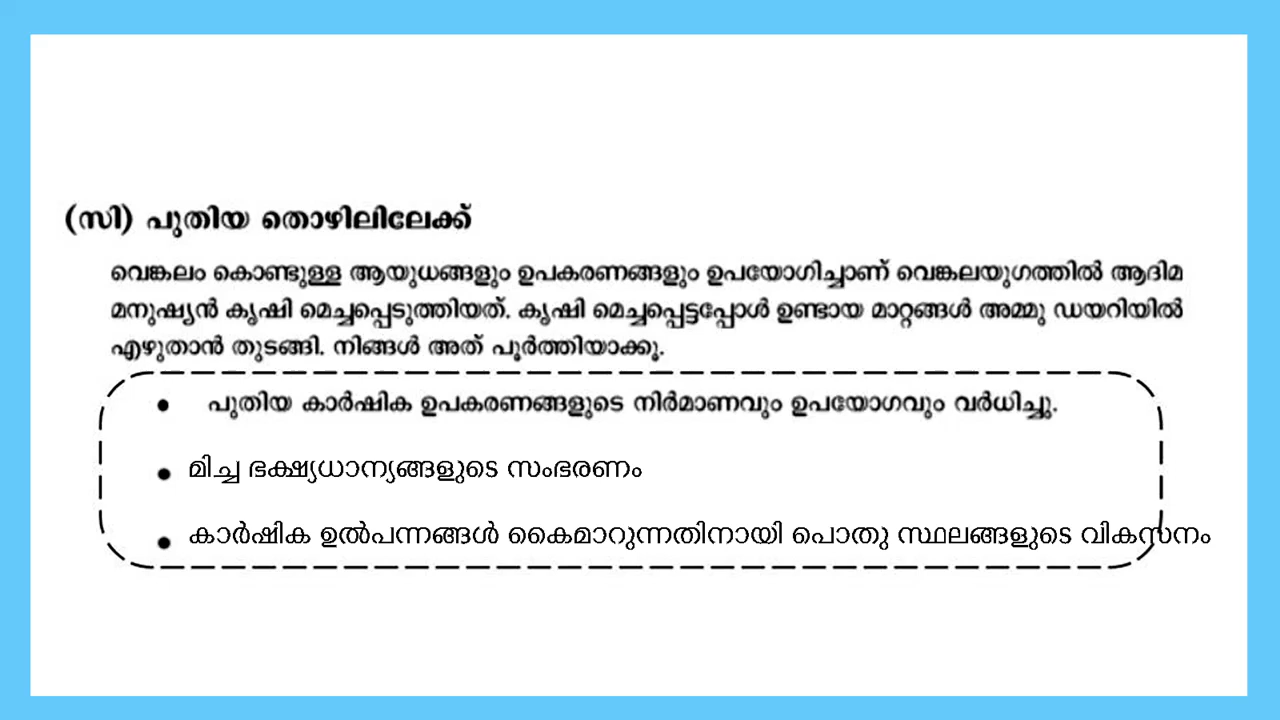 (സി) പുതിയ തൊഴിലിലേക്ക്
വെങ്കലം കൊണ്ടുള്ള ആയുധങ്ങളും ഉപകരണങ്ങളും ഉപയോഗിച്ചാണ് വെങ്കലയുഗത്തിൽ ആദിമ
മനുഷ്യൻ കൃഷി മെച്ചപ്പെടുത്തിയത്. കൃഷി മെച്ചപ്പെട്ടപ്പോൾ ഉണ്ടായ മാറ്റങ്ങൾ അമ്മു ഡയറിയിൽ
എഴുതാൻ തുടങ്ങി. നിങ്ങൾ അത് പൂർത്തിയാക്കൂ.
• പുതിയ കാർഷിക ഉപകരണങ്ങളുടെ നിർമാണവും ഉപയോഗവും വർധിച്ചു.
• മിച്ച ഭക്ഷ്യധാന്യങ്ങളുടെ സംഭരണം
• കാർഷിക ഉൽപന്നങ്ങൾ കൈമാറുന്നതിനായി പൊതു സ്ഥലങ്ങളുടെ വികസനം